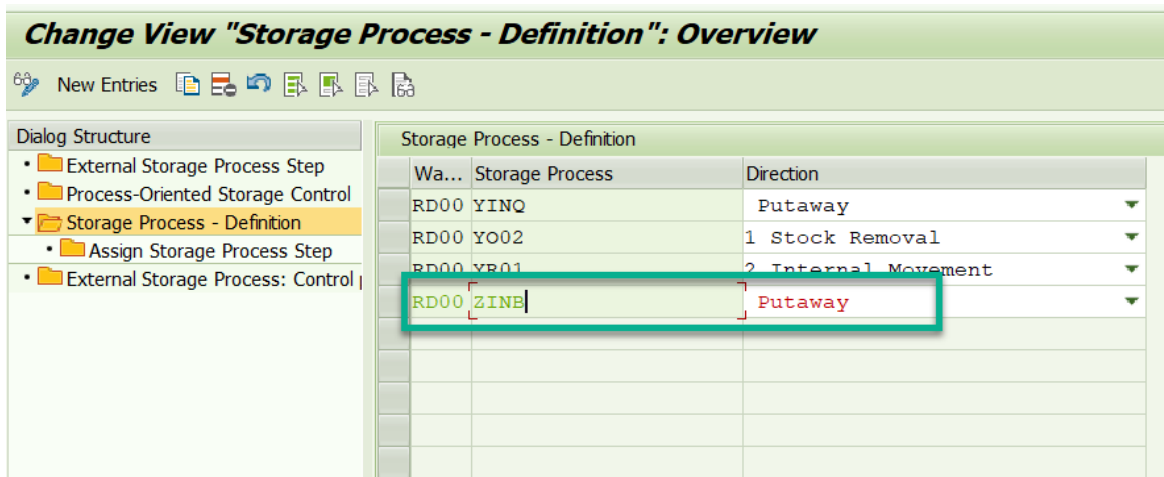 Change View "Storage Process - Definition": Overview
New Entries
Dialog Structure
External Storage Process Step
Process-Oriented Storage Control
Storage Process - Definition
Assign Storage Process Step
External Storage Process: Control
Storage Process - Definition
Wa... Storage Process Direction
RD00 YINQ Putaway
RD00 YO02 1 Stock Removal
RD00 YR01 2 Internal Movement
RD00 ZINB Putaway